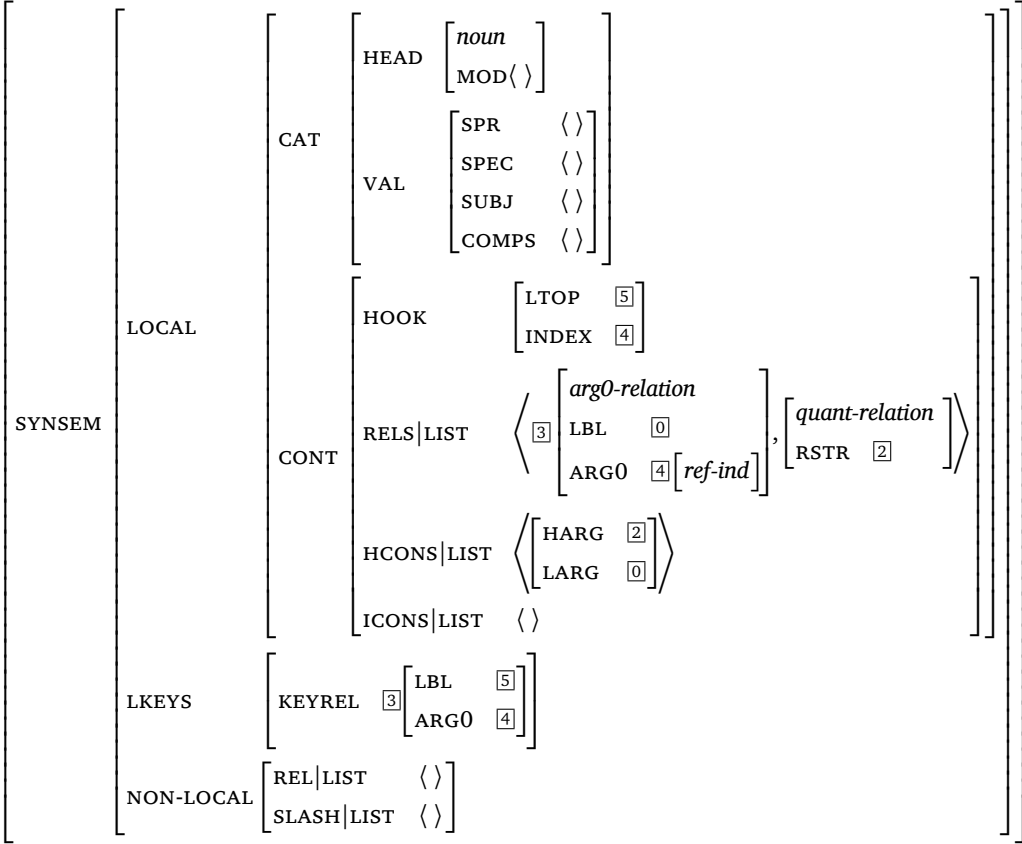 HEAD noun
MOD⟨ ⟩
CAT
SPR ⟨ ⟩
SPEC ⟨ ⟩
VAL
SUBJ ⟨ ⟩
COMPS ⟨ ⟩
LTOP 5
HOOK
INDEX 4
LOCAL
arg0-relation
quant-relation
SYNSEM
RELS|LIST ⟨ 3 LBL 0 , RSTR 2 ⟩
CONT
ARG0 4 [ref-ind]
HARG 2
HCONS|LIST
LARG 0
ICONS|LIST ⟨ ⟩
LBL 5
LKEYS KEYREL 3
ARG0 4
REL|LIST ⟨ ⟩
NON-LOCAL
SLASH|LIST ⟨ ⟩